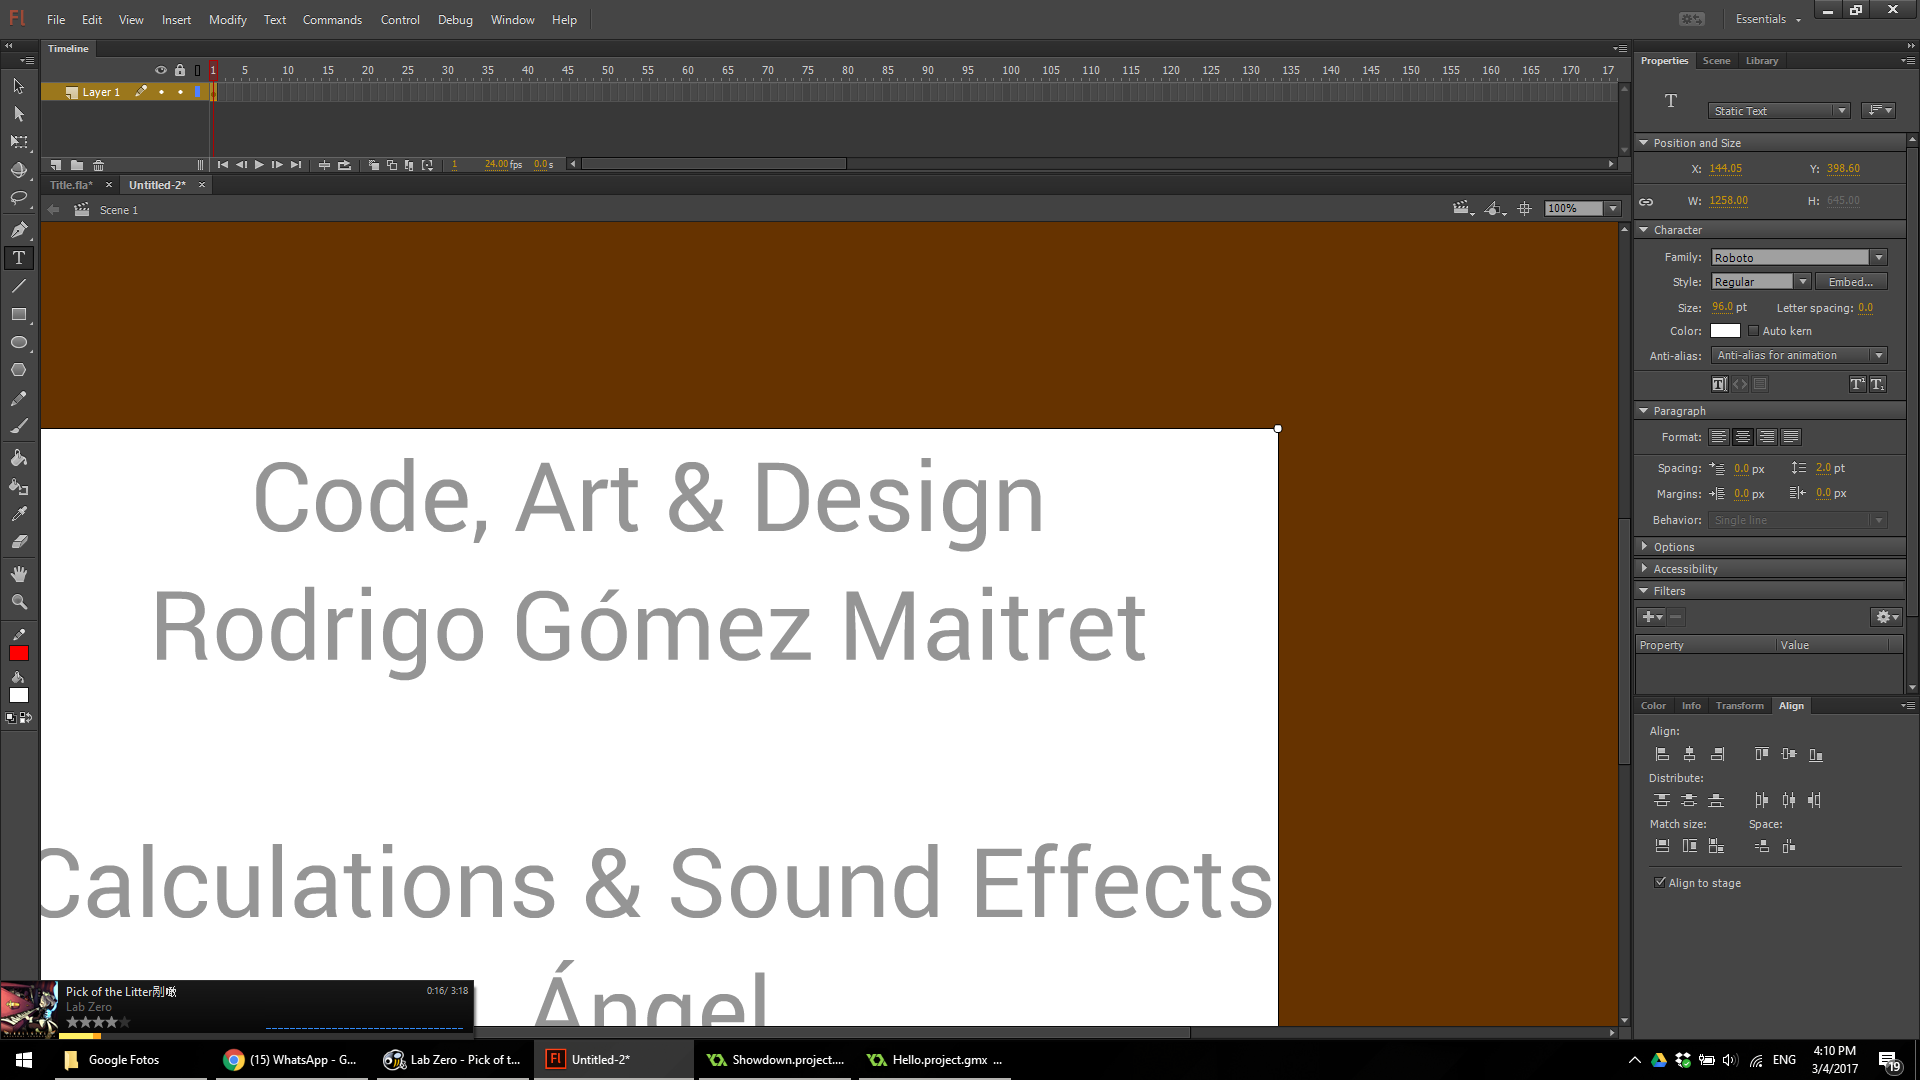 Fl File Edit View Insert Modify Text Commands Control Debug Window Help Essentials
Timeline
1 5 10 15 20 25 30 35 40 45 50 55 60 65 70 75 80 85 90 95 100 105 110 115 120 125 130 135 140 145 150 155 160 165 170 17
Layer 1
1 24.00 fps 0.0 s
Title.fla* Untitled-2*
Scene 1
100%
Code, Art & Design
Rodrigo Gómez Maitret
Calculations & Sound Effects
Ángel
Properties Scene Library
T Static Text
Position and Size
X: 144.05 Y: 398.60
W: 1258.00 H: 645.00
Character
Family: Roboto
Style: Regular Embed...
Size: 96.0 pt Letter spacing: 0.0
Color: Auto kern
Anti-alias: Anti-alias for animation
Paragraph
Format:
Spacing: 0.0 px 2.0 pt
Margins: 0.0 px 0.0 px
Behavior: Single line
Options
Accessibility
Filters
Property Value
Color Info Transform Align
Align:
Distribute:
Match size: Space:
Align to stage
Pick of the Litter
0:16/ 3:18
Lab Zero
Google Fotos
(15) WhatsApp - G...
Lab Zero - Pick of t...
Fl Untitled-2*
Showdown.project....
Hello.project.gmx ...
ENG
4:10 PM
3/4/2017
19